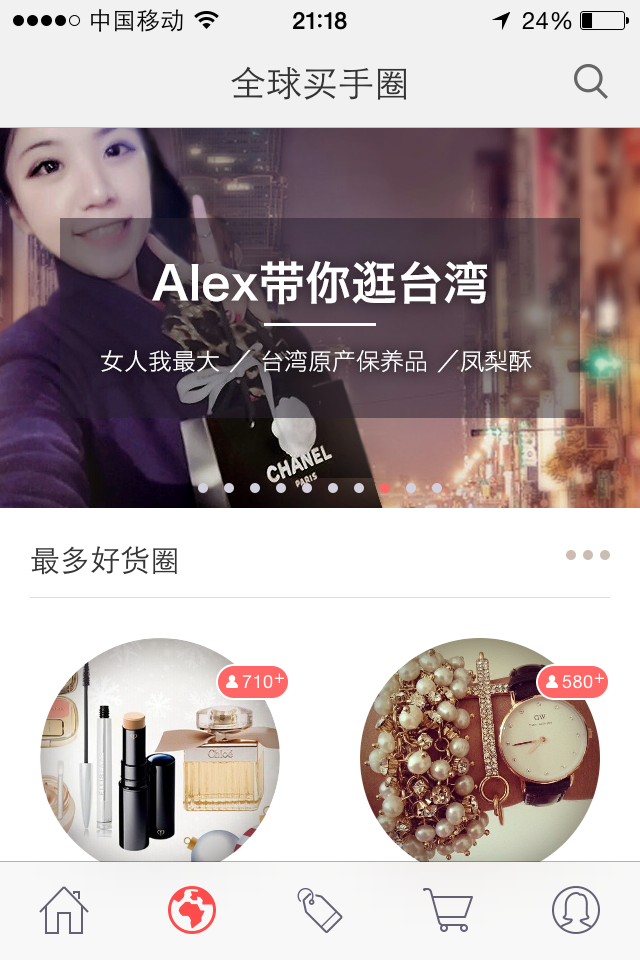 中国移动 21:18 24%
全球买手圈
Alex带你逛台湾
女人我最大 ／ 台湾原产保养品 ／凤梨酥
CHANEL
PARIS
最多好货圈
710+ 580+
Chloé
GW